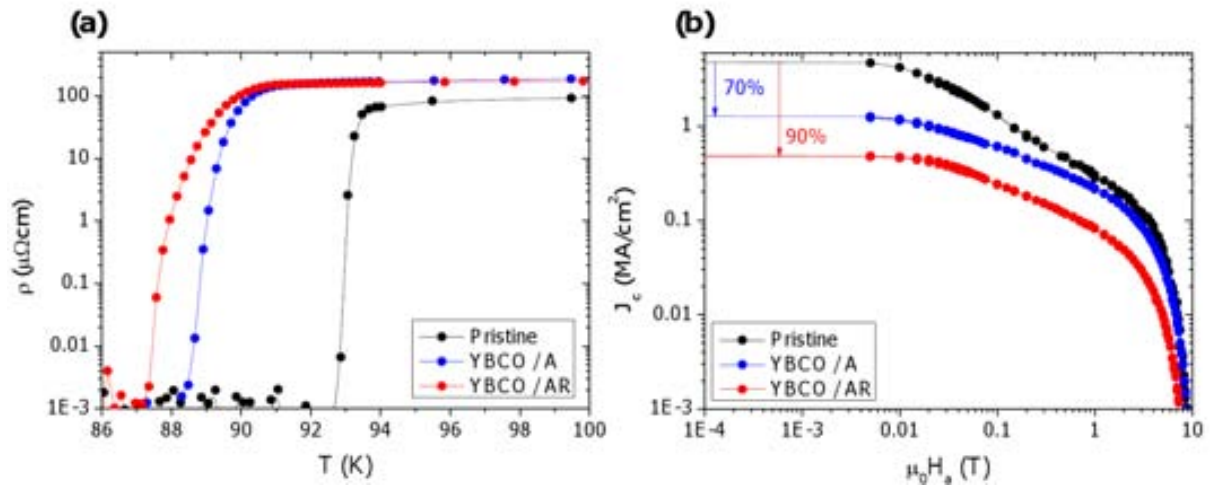 (a)
100
10
1
0.1
0.01
1E-3
ρ (μΩcm)
Pristine
YBCO /A
YBCO /AR
86 88 90 92 94 96 98 100
T (K)
(b)
70%
90%
1
0.1
0.01
1E-3
J_c (MA/cm²)
Pristine
YBCO /A
YBCO /AR
1E-4 1E-3 0.01 0.1 1 10
μ₀Hₐ (T)